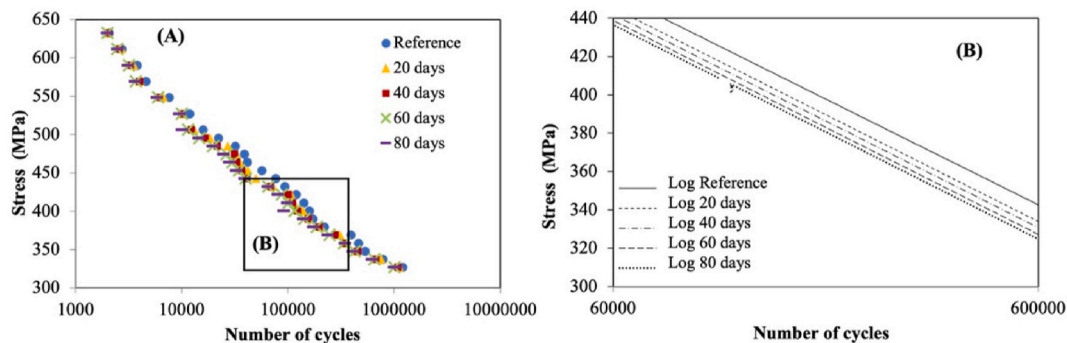 650
600
550
500
450
400
350
300
Stress (MPa)
(A)
Reference
20 days
40 days
60 days
80 days
(B)
1000
10000
100000
1000000
10000000
Number of cycles
440
420
400
380
360
340
320
300
Stress (MPa)
(B)
Log Reference
Log 20 days
Log 40 days
Log 60 days
Log 80 days
60000
600000
Number of cycles